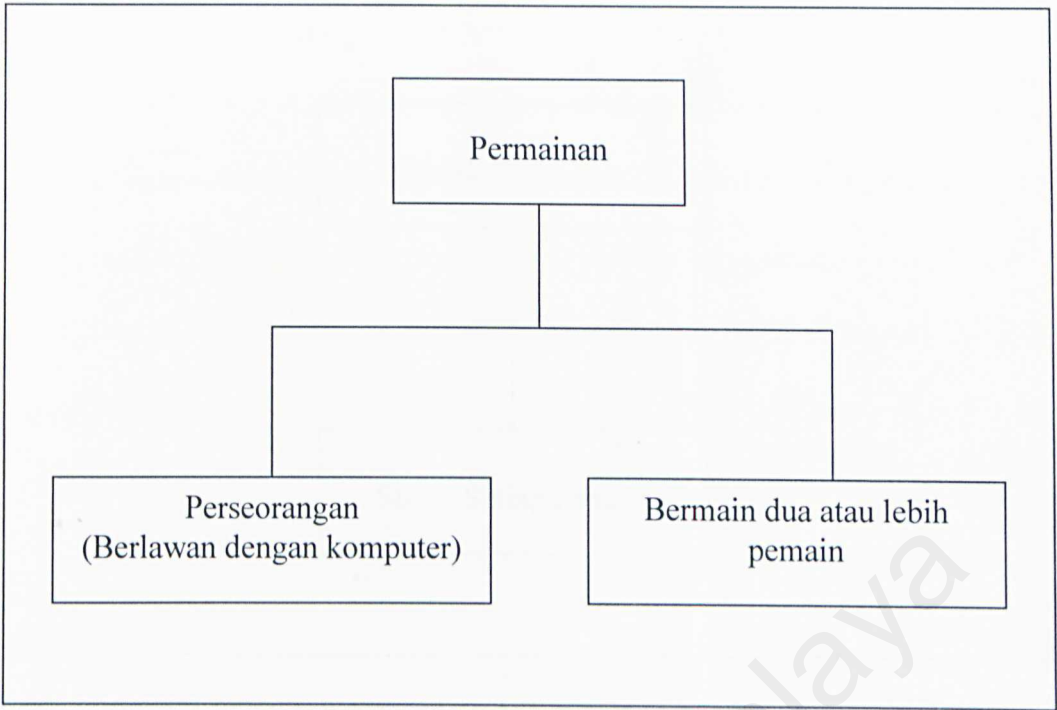 Permainan
Perseorangan
(Berlawan dengan komputer)
Bermain dua atau lebih
pemain